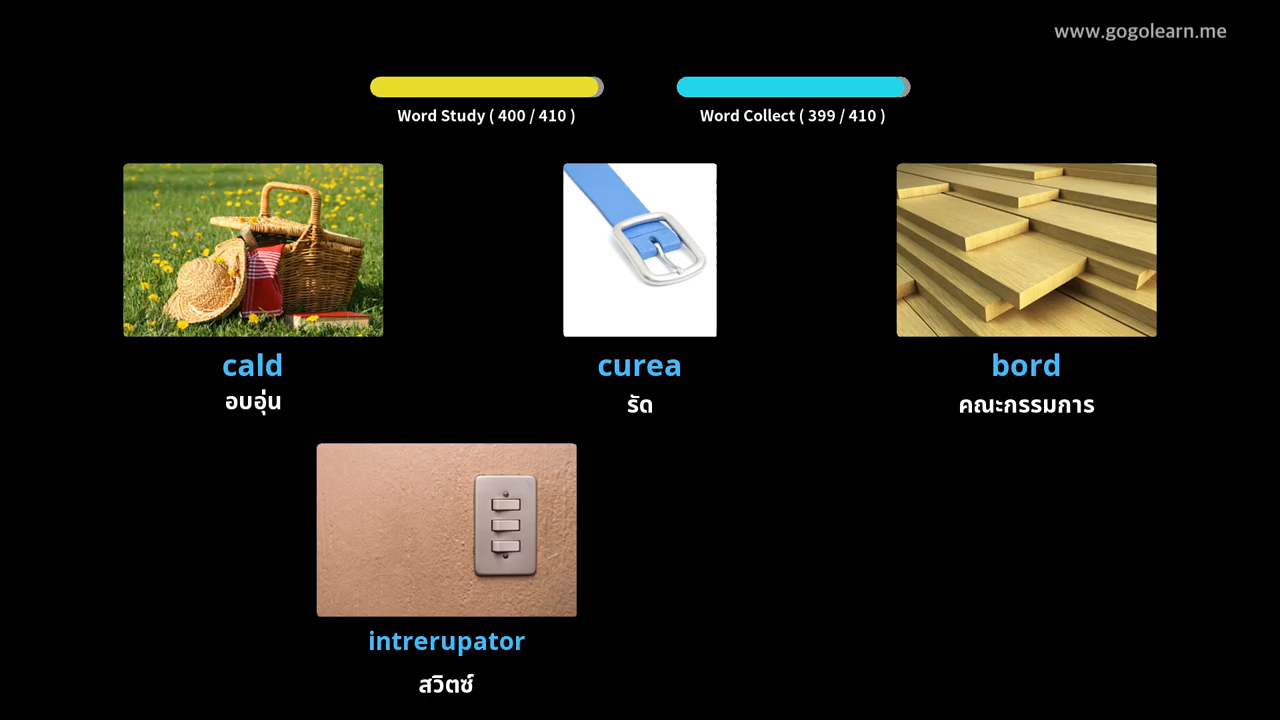 www.gogolearn.me
Word Study ( 400 / 410 )
Word Collect ( 399 / 410 )
cald
อบอุ่น
curea
รัด
bord
คณะกรรมการ
intrerupator
สวิตซ์